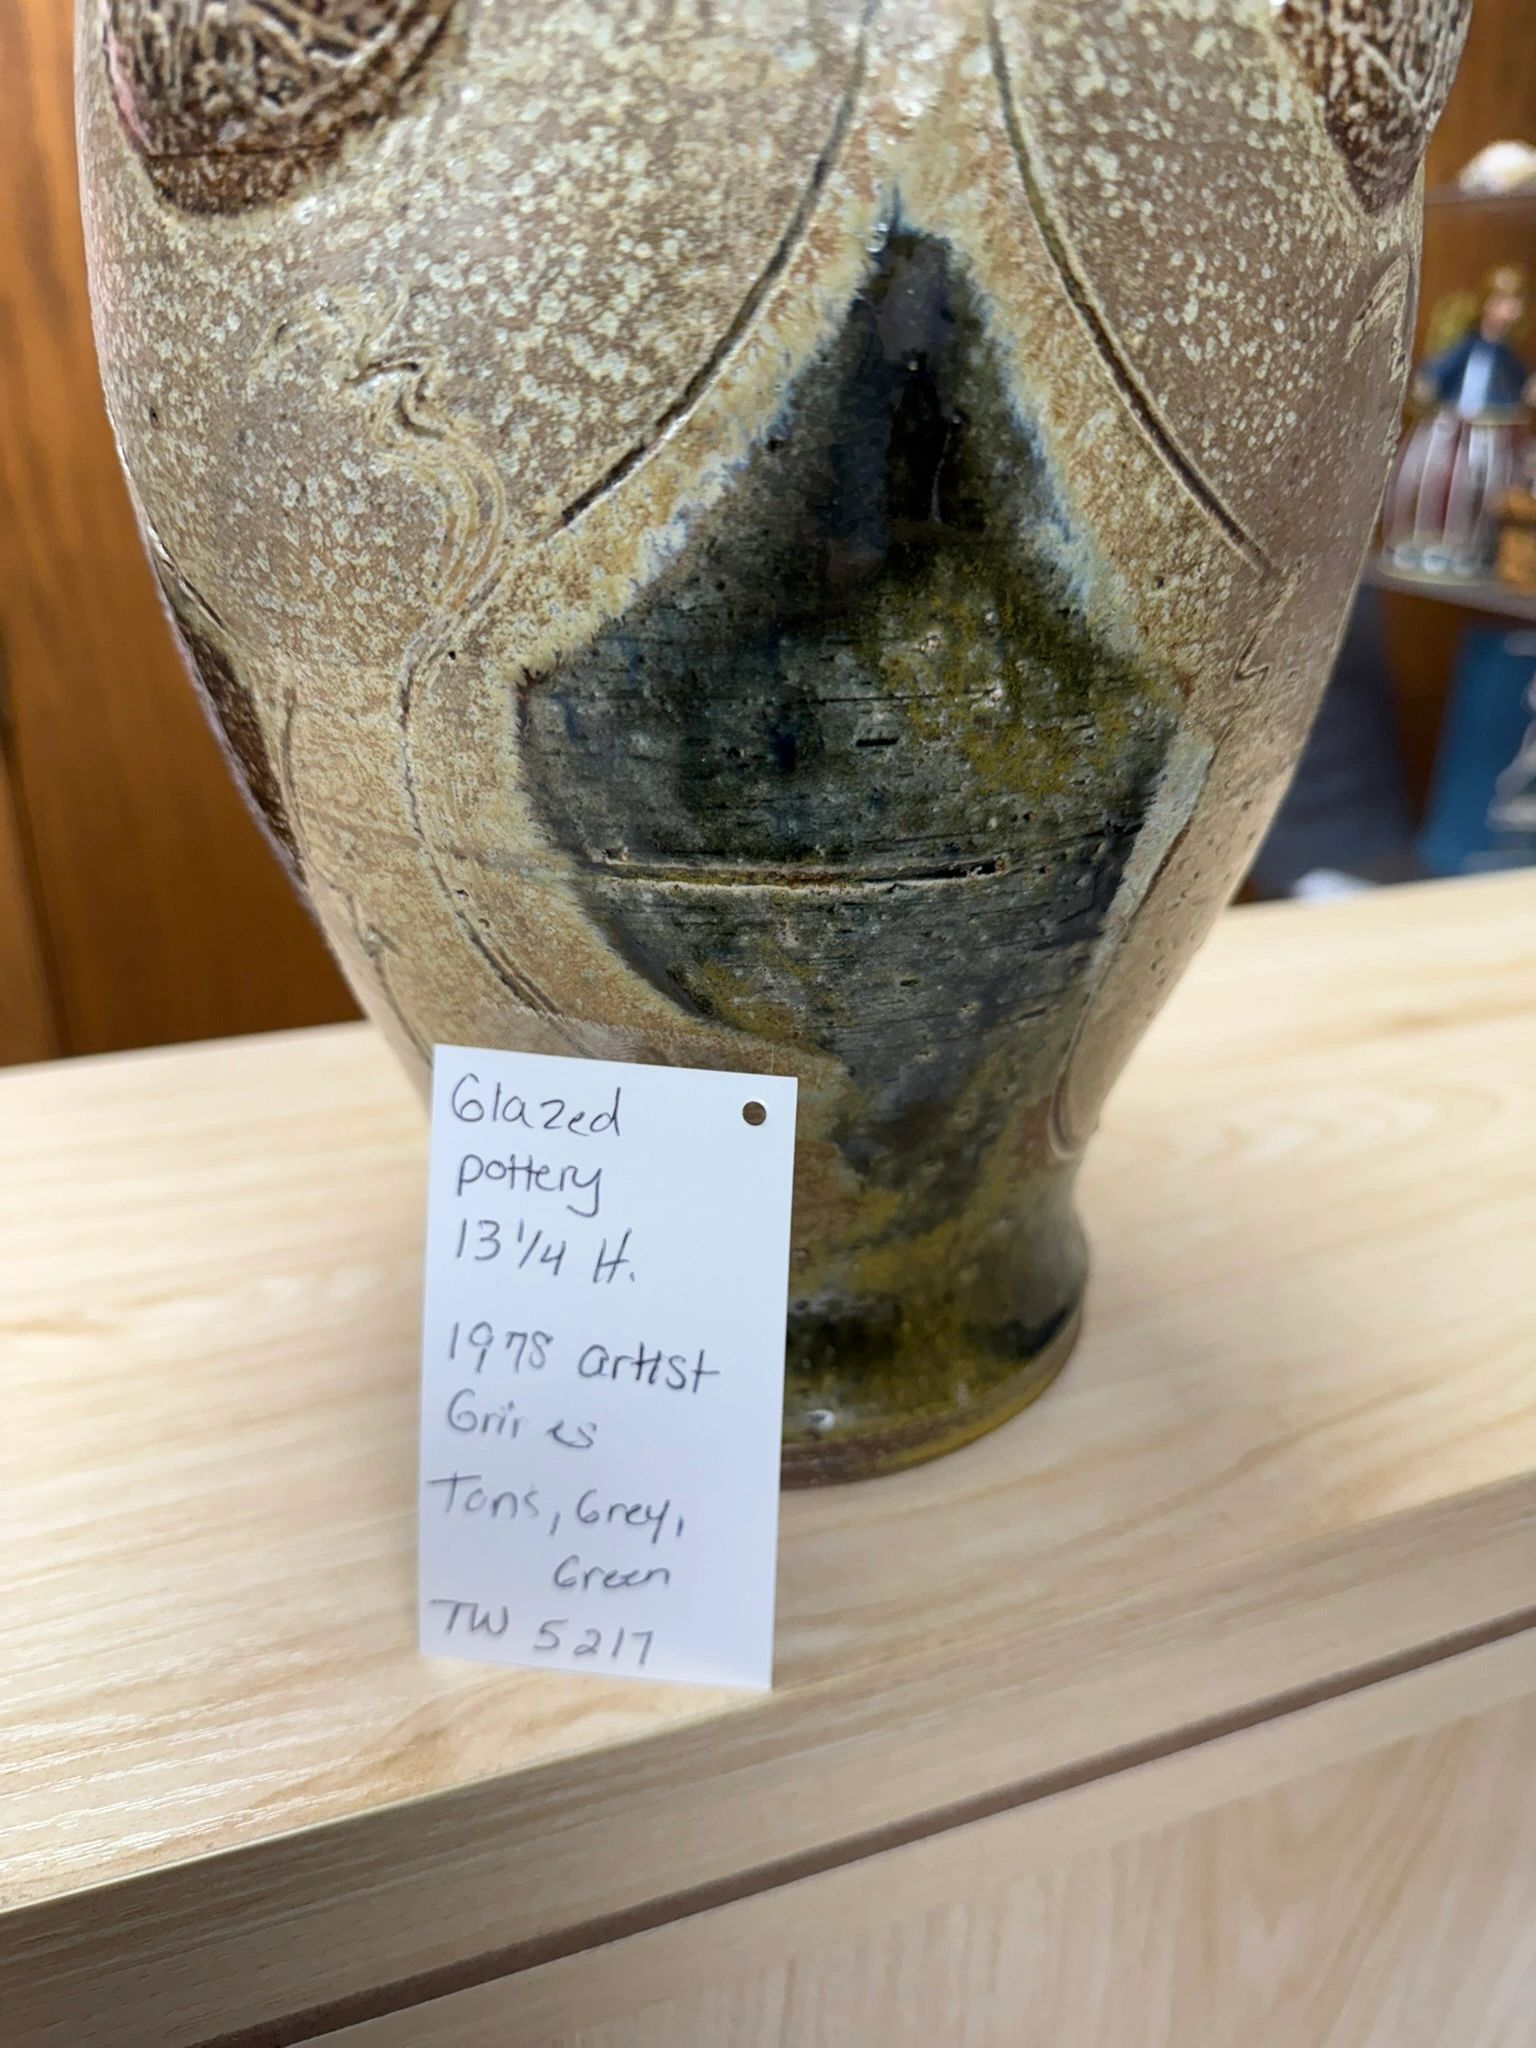 Glazed
pottery
13 1/4 H.
1978 artist
Tans, Grey,
Green
TW 5217